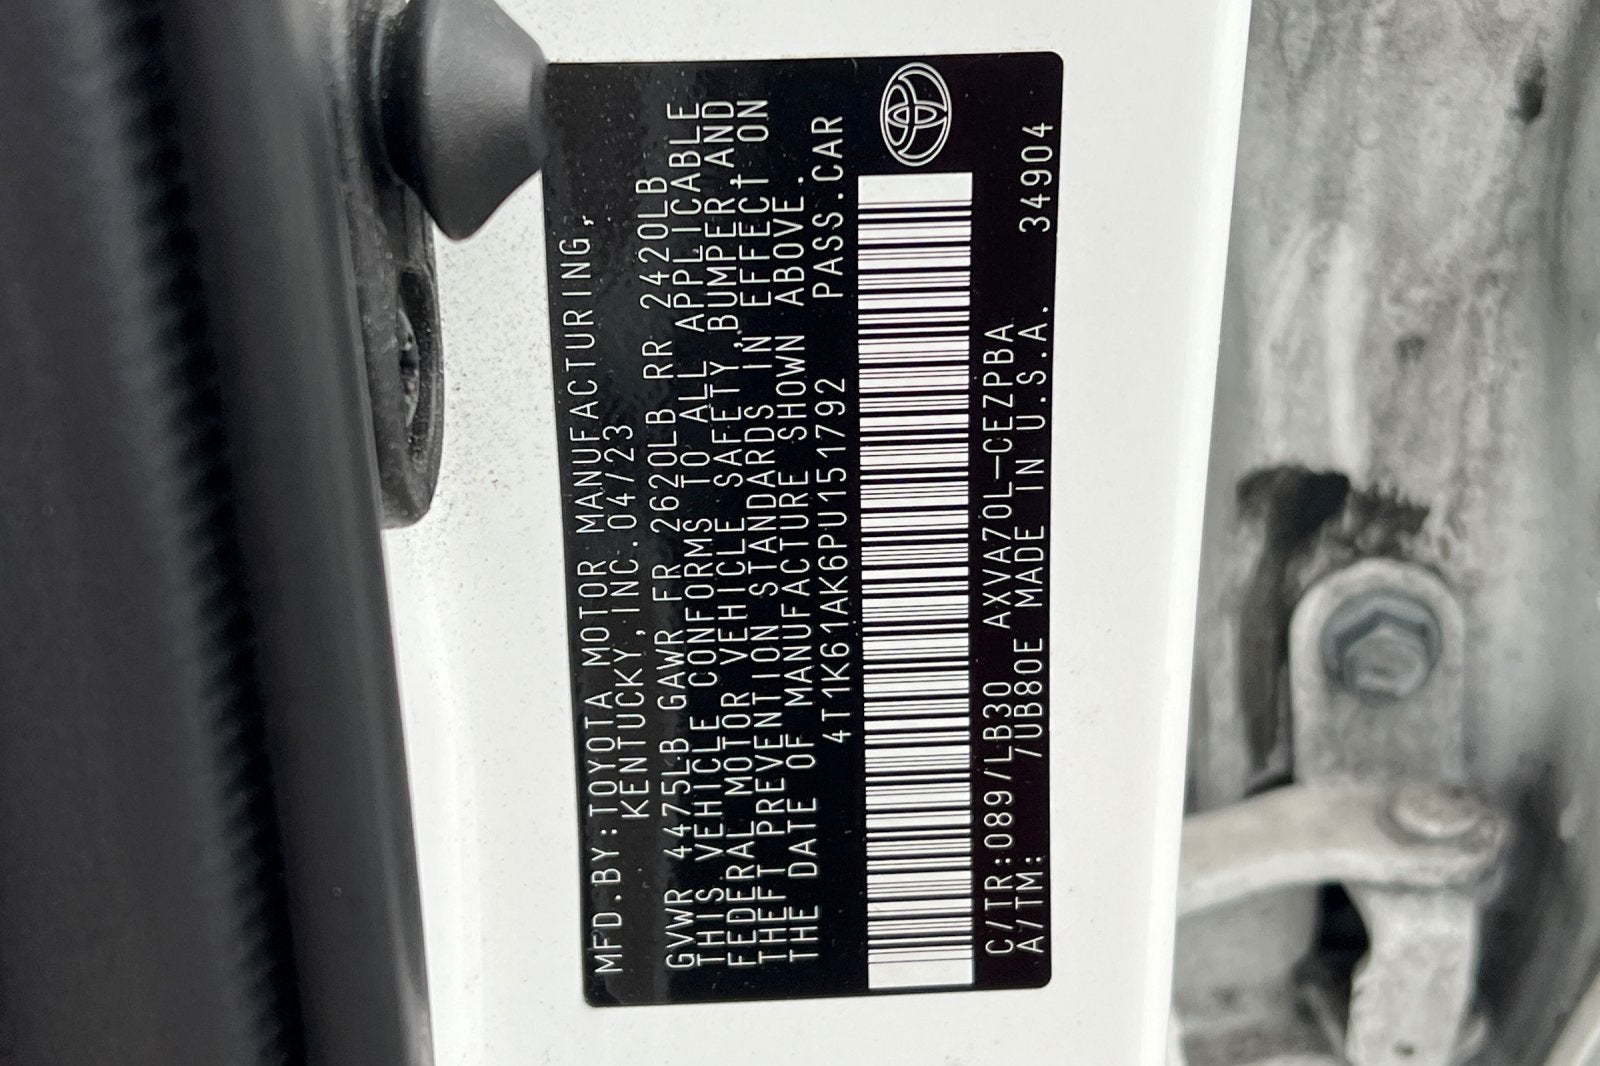 MFD.BY:TOYOTA MOTOR MANUFACTURING,
KENTUCKY,INC.04/23
GVWR 4475LB GAWR FR 2620LB RR 2420LB
THIS VEHICLE CONFORMS TO ALL APPLICABLE
FEDERAL MOTOR VEHICLE SAFETY,BUMPER,AND
THEFT PREVENTION STANDARDS IN EFFECT ON
THE DATE OF MANUFACTURE SHOWN ABOVE.
4T1K61AK6PU151792 PASS.CAR
C/TR:089/LB30 AXVA70L-CEZPBA
A/TM: /UB80E MADE IN U.S.A. 34904